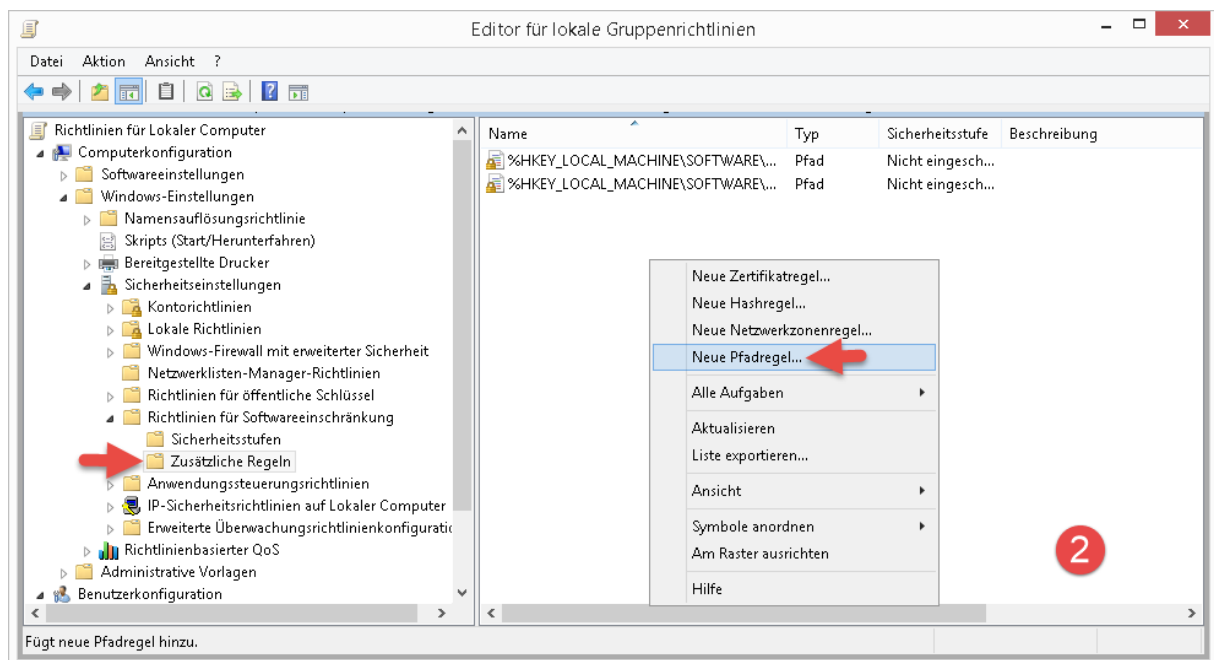 Editor für lokale Gruppenrichtlinien
Datei Aktion Ansicht ?
Richtlinien für Lokaler Computer
Computerkonfiguration
Softwareeinstellungen
Windows-Einstellungen
Namensauflösungsrichtlinie
Skripts (Start/Herunterfahren)
Bereitgestellte Drucker
Sicherheitseinstellungen
Kontorichtlinien
Lokale Richtlinien
Windows-Firewall mit erweiterter Sicherheit
Netzwerklisten-Manager-Richtlinien
Richtlinien für öffentliche Schlüssel
Richtlinien für Softwareeinschränkung
Sicherheitsstufen
Zusätzliche Regeln
Anwendungssteuerungsrichtlinien
IP-Sicherheitsrichtlinien auf Lokaler Computer
Erweiterte Überwachungsrichtlinienkonfiguratio
Richtlinienbasierter QoS
Administrative Vorlagen
Benutzerkonfiguration
Name Typ Sicherheitsstufe Beschreibung
%HKEY_LOCAL_MACHINE\SOFTWARE\... Pfad Nicht eingesch...
%HKEY_LOCAL_MACHINE\SOFTWARE\... Pfad Nicht eingesch...
Neue Zertifikatregel...
Neue Hashregel...
Neue Netzwerkzonenregel...
Neue Pfadregel...
Alle Aufgaben
Aktualisieren
Liste exportieren...
Ansicht
Symbole anordnen
Am Raster ausrichten
Hilfe
2
Fügt neue Pfadregel hinzu.